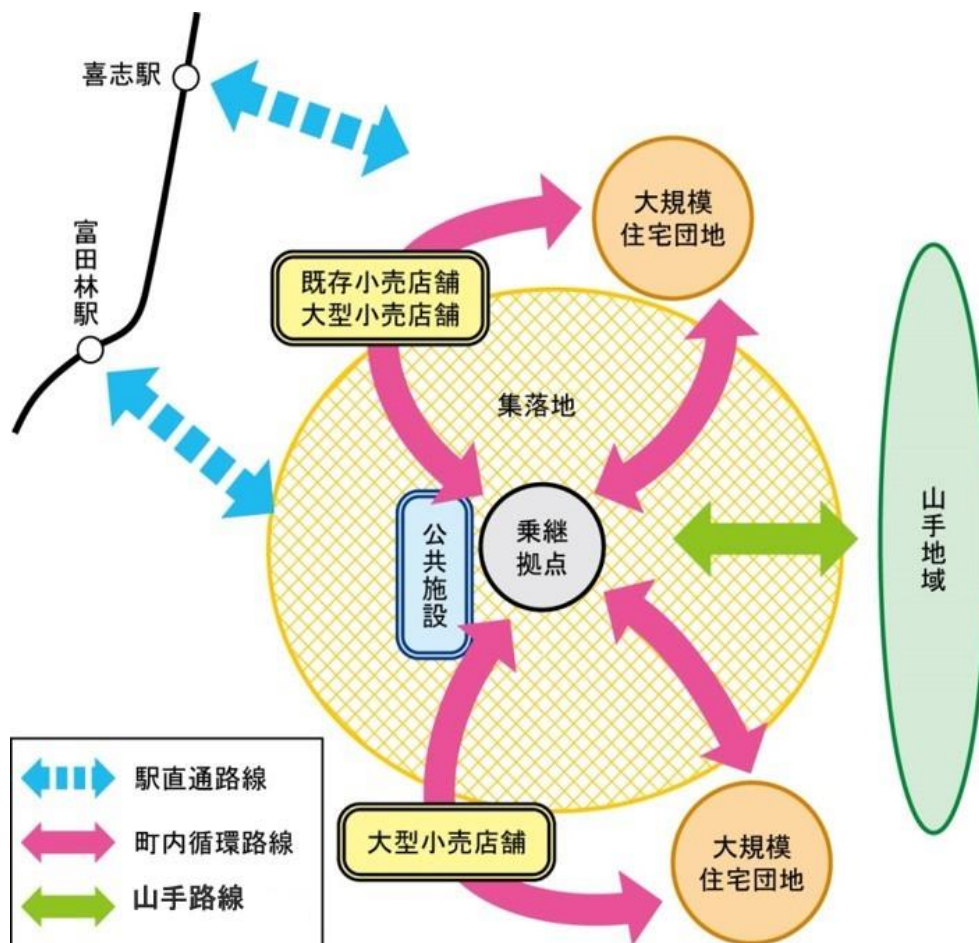 喜志駅
富田林駅
大規模
住宅団地
既存小売店舗
大型小売店舗
集落地
公共施設
乗継
拠点
山手地域
大型小売店舗
大規模
住宅団地
駅直通路線
町内循環路線
山手路線